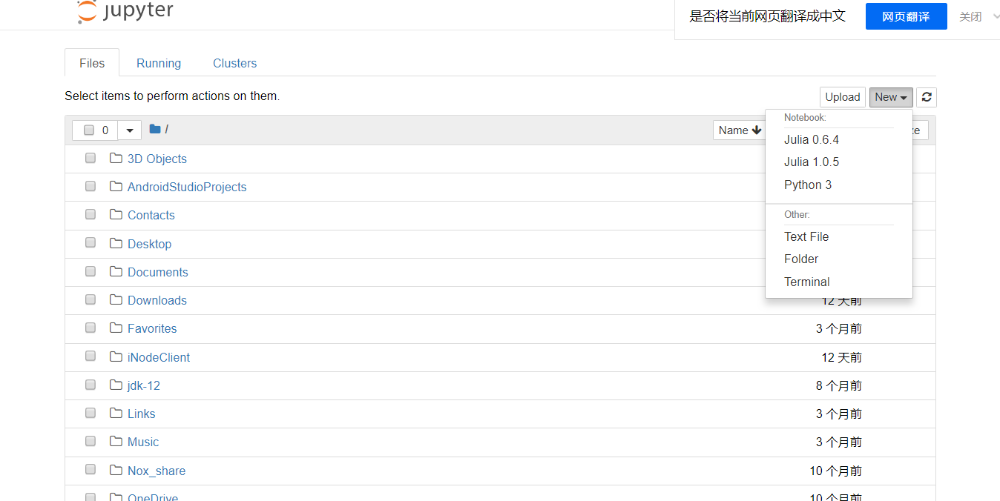 jupyter
是否将当前网页翻译成中文 网页翻译 关闭
Files Running Clusters
Select items to perform actions on them. Upload New
0 / Name
Notebook:
Julia 0.6.4
Julia 1.0.5
Python 3
Other:
Text File
Folder
Terminal
3D Objects
AndroidStudioProjects
Contacts
Desktop
Documents
Downloads 12 天前
Favorites 3 个月前
iNodeClient 12 天前
jdk-12 8 个月前
Links 3 个月前
Music 3 个月前
Nox_share 10 个月前
OneDrive 10 个月前